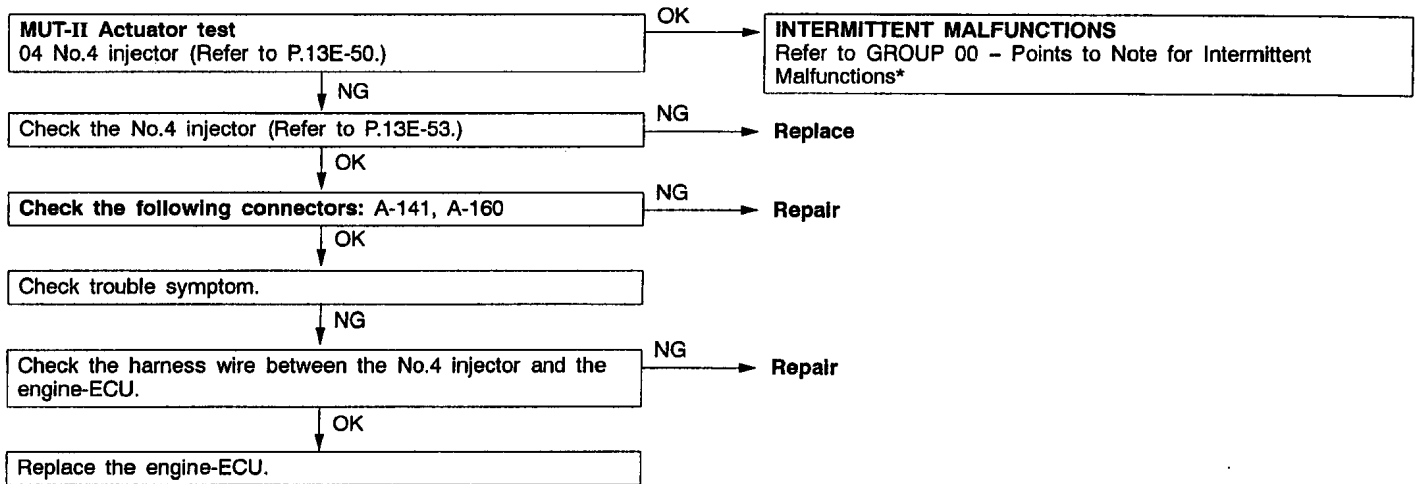 MUT-II Actuator test
04 No.4 injector (Refer to P.13E-50.)
OK
INTERMITTENT MALFUNCTIONS
Refer to GROUP 00 – Points to Note for Intermittent
Malfunctions*
NG
Check the No.4 injector (Refer to P.13E-53.)
NG
Replace
OK
Check the following connectors: A-141, A-160
NG
Repair
OK
Check trouble symptom.
NG
Check the harness wire between the No.4 injector and the
engine-ECU.
NG
Repair
OK
Replace the engine-ECU.